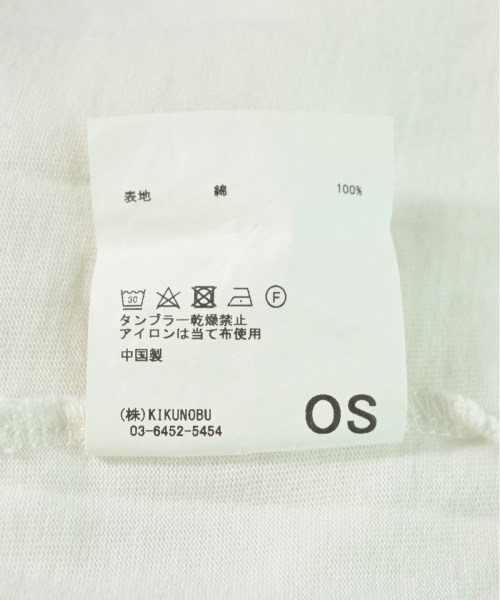 表地 綿 100%
30 F
タンブラー乾燥禁止
アイロンは当て布使用
中国製
(株)KIKUNOBU
03-6452-5454
OS